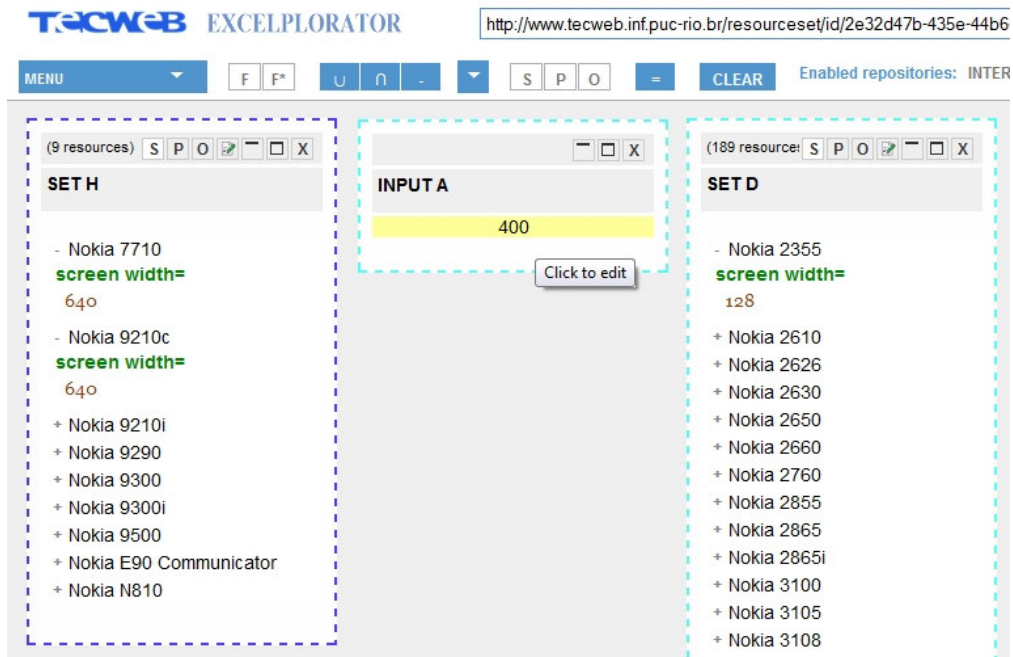 TECWEB EXCELPLORATOR
http://www.tecweb.inf.puc-rio.br/resourceset/id/2e32d47b-435e-44b6
MENU F F* ∪ ∩ - S P O = CLEAR Enabled repositories: INTER
(9 resources) S P O X
SET H
- Nokia 7710
screen width=
640
- Nokia 9210c
screen width=
640
+ Nokia 9210i
+ Nokia 9290
+ Nokia 9300
+ Nokia 9300i
+ Nokia 9500
+ Nokia E90 Communicator
+ Nokia N810
X
INPUT A
400
Click to edit
(189 resource: S P O X
SET D
- Nokia 2355
screen width=
128
+ Nokia 2610
+ Nokia 2626
+ Nokia 2630
+ Nokia 2650
+ Nokia 2660
+ Nokia 2760
+ Nokia 2855
+ Nokia 2865
+ Nokia 2865i
+ Nokia 3100
+ Nokia 3105
+ Nokia 3108